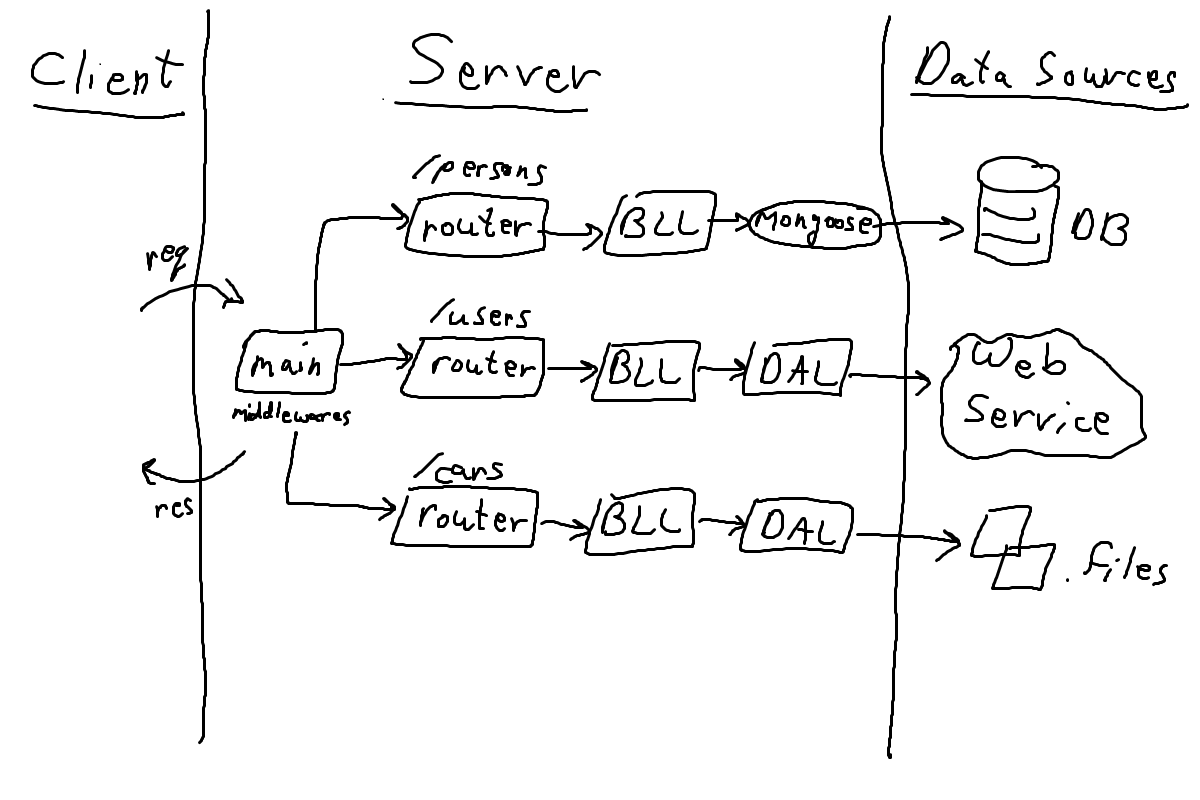 Client
Server
Data Sources
/persons
router
BLL
Mongoose
DB
req
/users
main
router
BLL
DAL
Web
Service
middlewares
/cars
res
router
BLL
DAL
.files